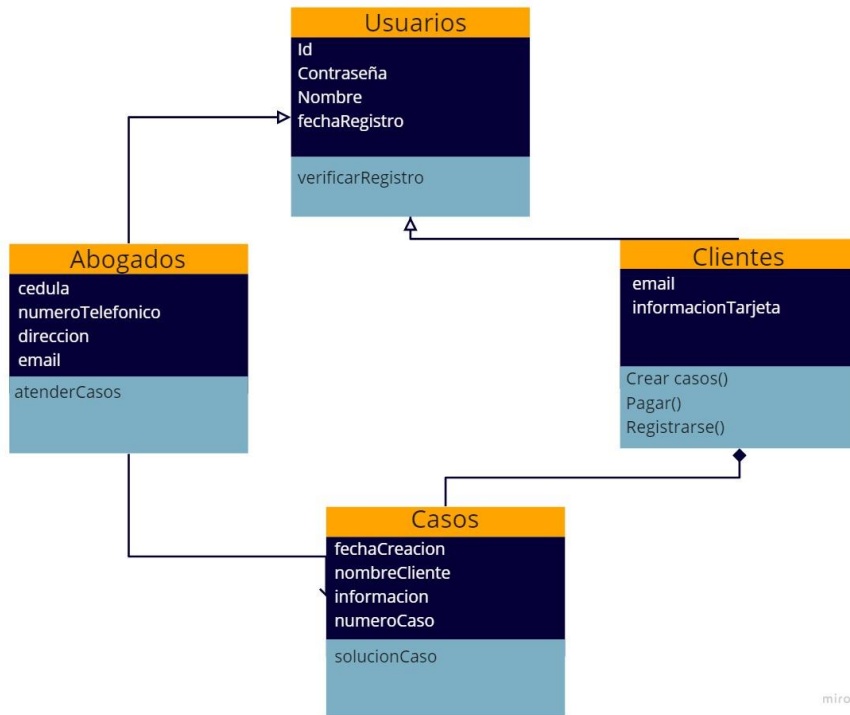 Usuarios
Id
Contraseña
Nombre
fechaRegistro
verificarRegistro
Abogados
cedula
numeroTelefonico
direccion
email
atenderCasos
Clientes
email
informacionTarjeta
Crear casos()
Pagar()
Registrarse()
Casos
fechaCreacion
nombreCliente
informacion
numeroCaso
solucionCaso
miro